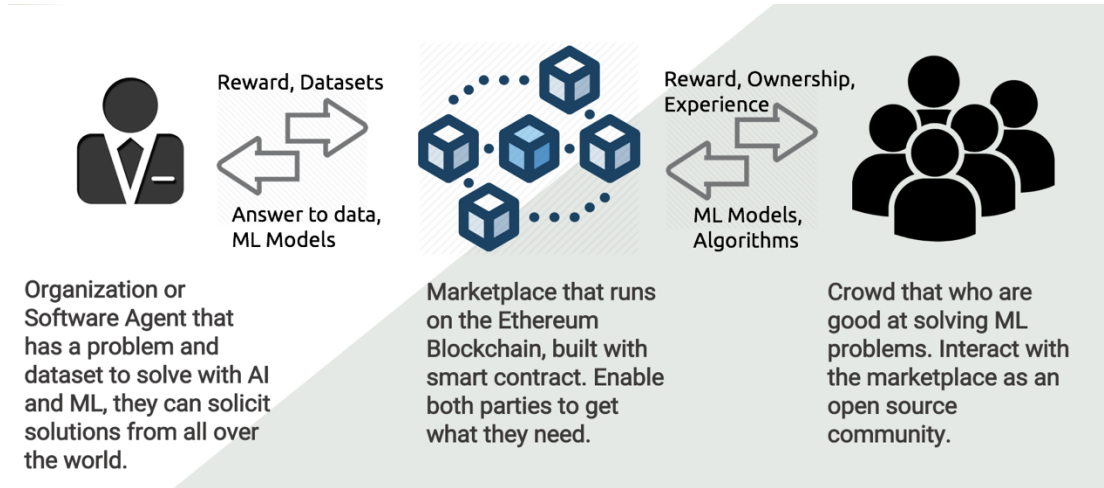 Reward, Datasets
Answer to data,
ML Models
Reward, Ownership,
Experience
ML Models,
Algorithms
Organization or
Software Agent that
has a problem and
dataset to solve with AI
and ML, they can solicit
solutions from all over
the world.
Marketplace that runs
on the Ethereum
Blockchain, built with
smart contract. Enable
both parties to get
what they need.
Crowd that who are
good at solving ML
problems. Interact with
the marketplace as an
open source
community.